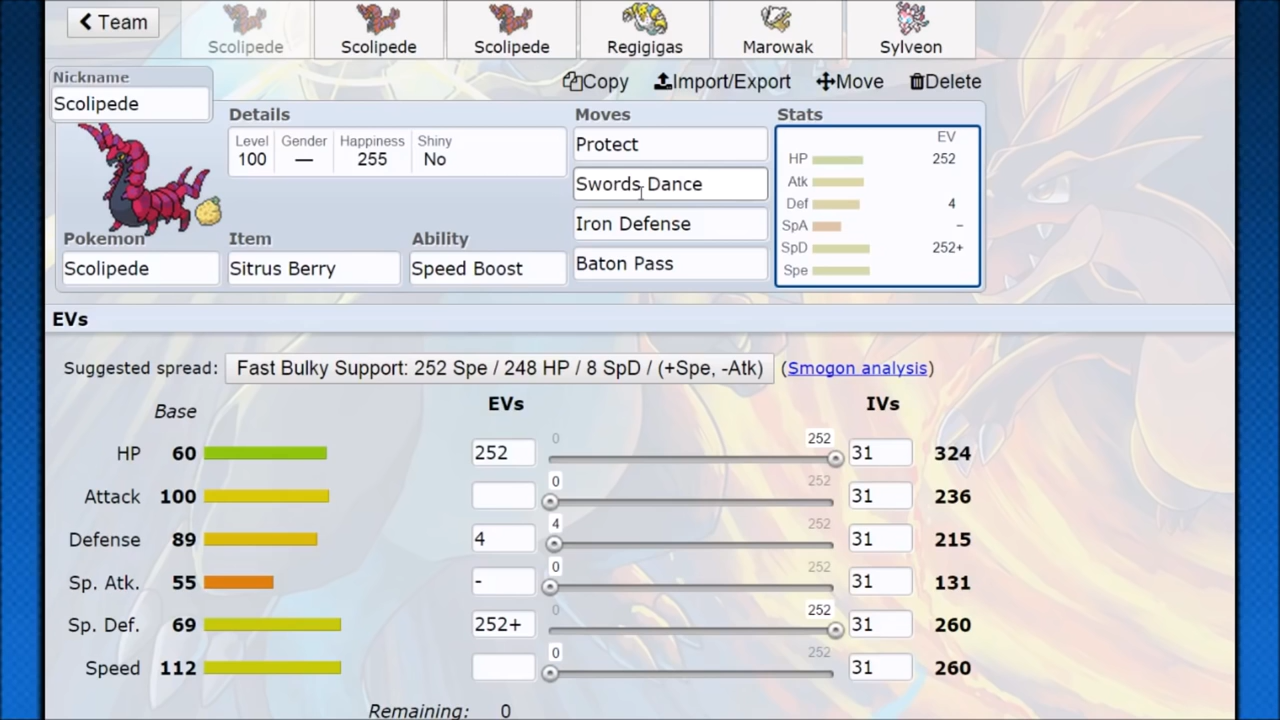 Team
Scolipede
Scolipede
Scolipede
Regigigas
Marowak
Sylveon
Copy
Import/Export
Move
Delete
Nickname
Scolipede
Details
Level
100
Gender
—
Happiness
255
Shiny
No
Pokemon
Scolipede
Item
Sitrus Berry
Ability
Speed Boost
Moves
Protect
Swords Dance
Iron Defense
Baton Pass
Stats
EV
HP 252
Atk
Def 4
SpA –
SpD 252+
Spe
EVs
Suggested spread: Fast Bulky Support: 252 Spe / 248 HP / 8 SpD / (+Spe, -Atk) (Smogon analysis)
Base EVs IVs
HP 60 252 0 252 31 324
Attack 100 0 252 31 236
Defense 89 4 4 252 31 215
Sp. Atk. 55 - 0 252 31 131
Sp. Def. 69 252+ 0 252 31 260
Speed 112 0 252 31 260
Remaining: 0